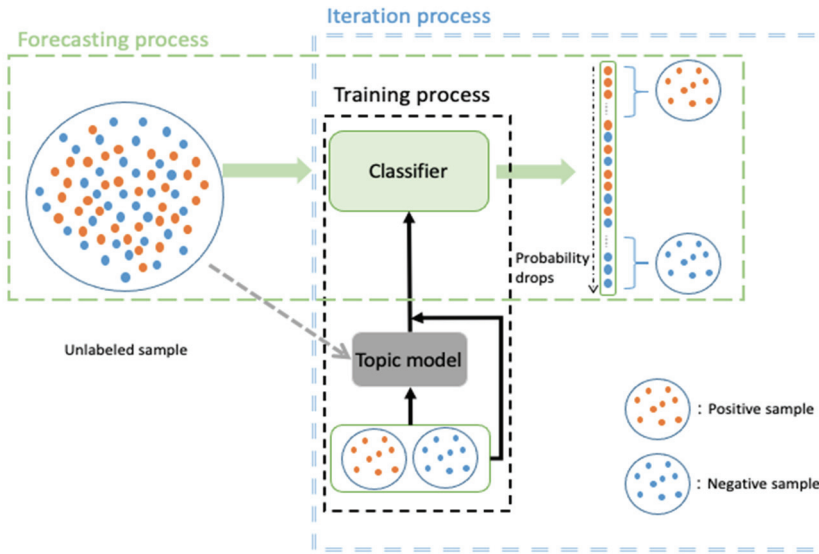 Iteration process
Forecasting process
Training process
Classifier
Probability
drops
Unlabeled sample
Topic model
: Positive sample
: Negative sample